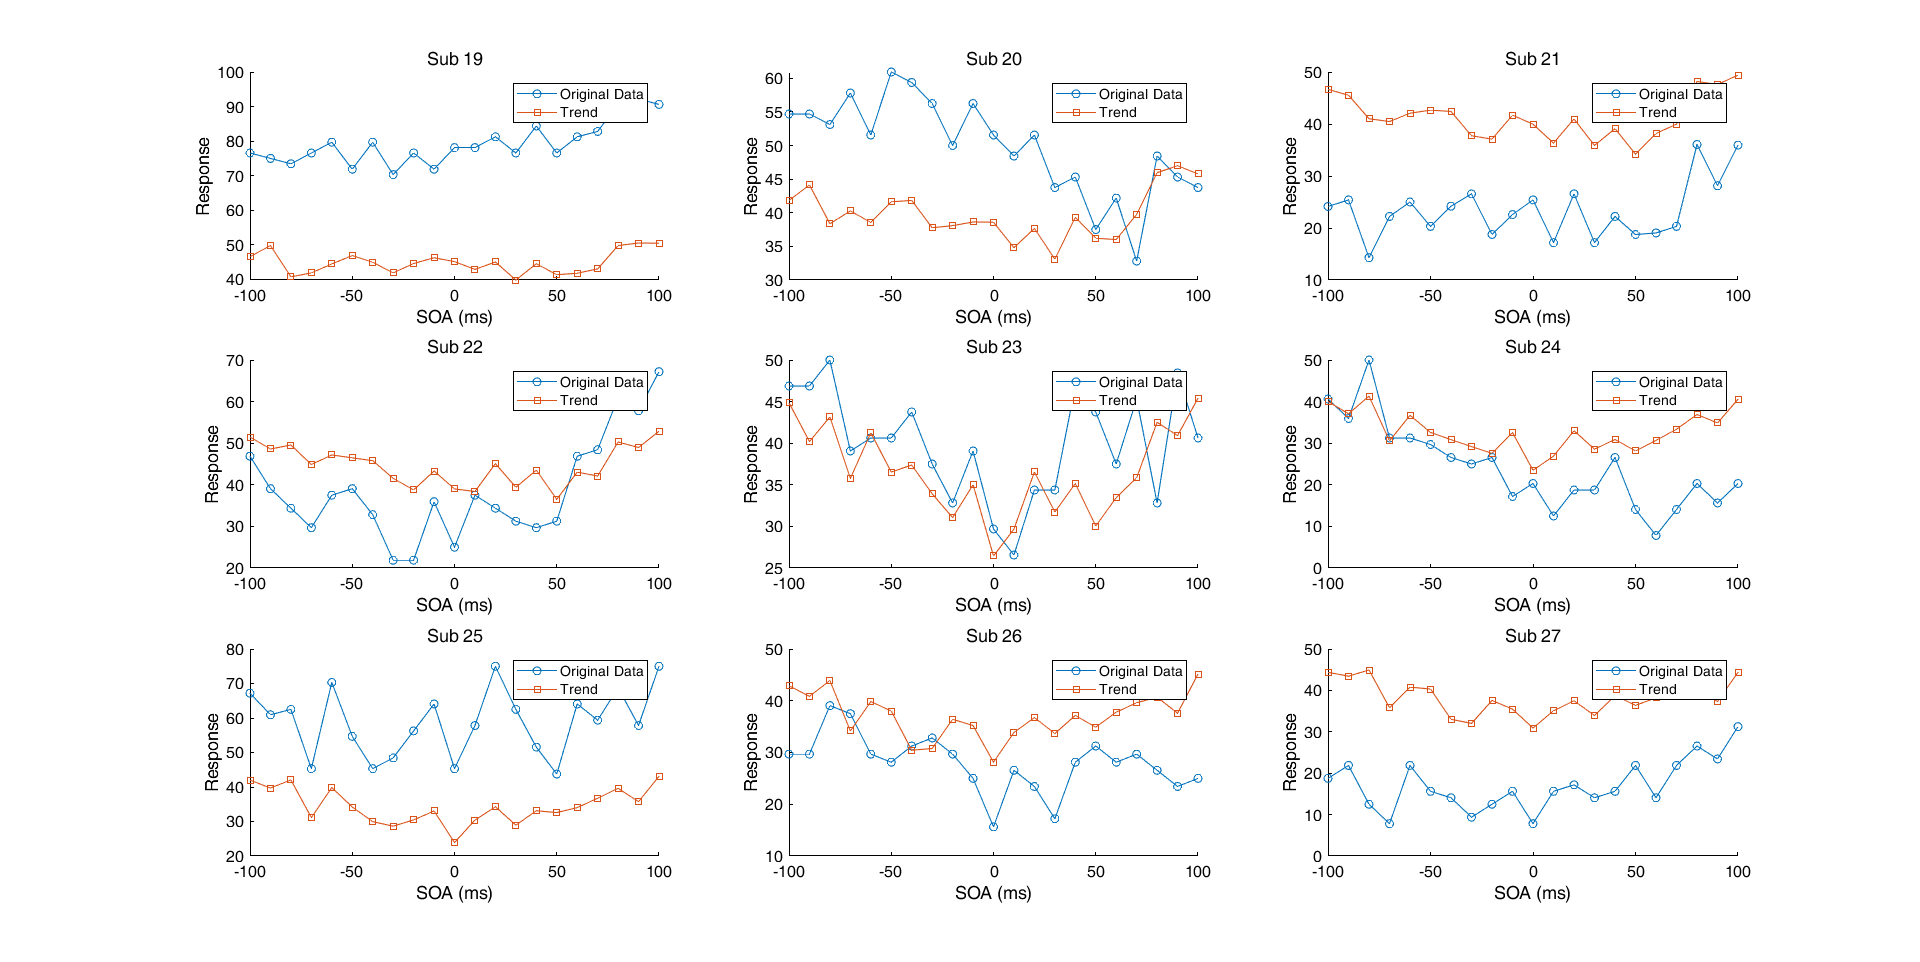 Sub 19
100
90
80
70
60
50
40
Response
-100 -50 0 50 100
SOA (ms)
Original Data
Trend
Sub 20
60
55
50
45
40
35
30
Response
-100 -50 0 50 100
SOA (ms)
Original Data
Trend
Sub 21
50
40
30
20
10
Response
-100 -50 0 50 100
SOA (ms)
Original Data
Trend
Sub 22
70
60
50
40
30
20
Response
-100 -50 0 50 100
SOA (ms)
Original Data
Trend
Sub 23
50
45
40
35
30
25
Response
-100 -50 0 50 100
SOA (ms)
Original Data
Trend
Sub 24
50
40
30
20
10
0
Response
-100 -50 0 50 100
SOA (ms)
Original Data
Trend
Sub 25
80
70
60
50
40
30
20
Response
-100 -50 0 50 100
SOA (ms)
Original Data
Trend
Sub 26
50
40
30
20
10
Response
-100 -50 0 50 100
SOA (ms)
Original Data
Trend
Sub 27
50
40
30
20
10
0
Response
-100 -50 0 50 100
SOA (ms)
Original Data
Trend